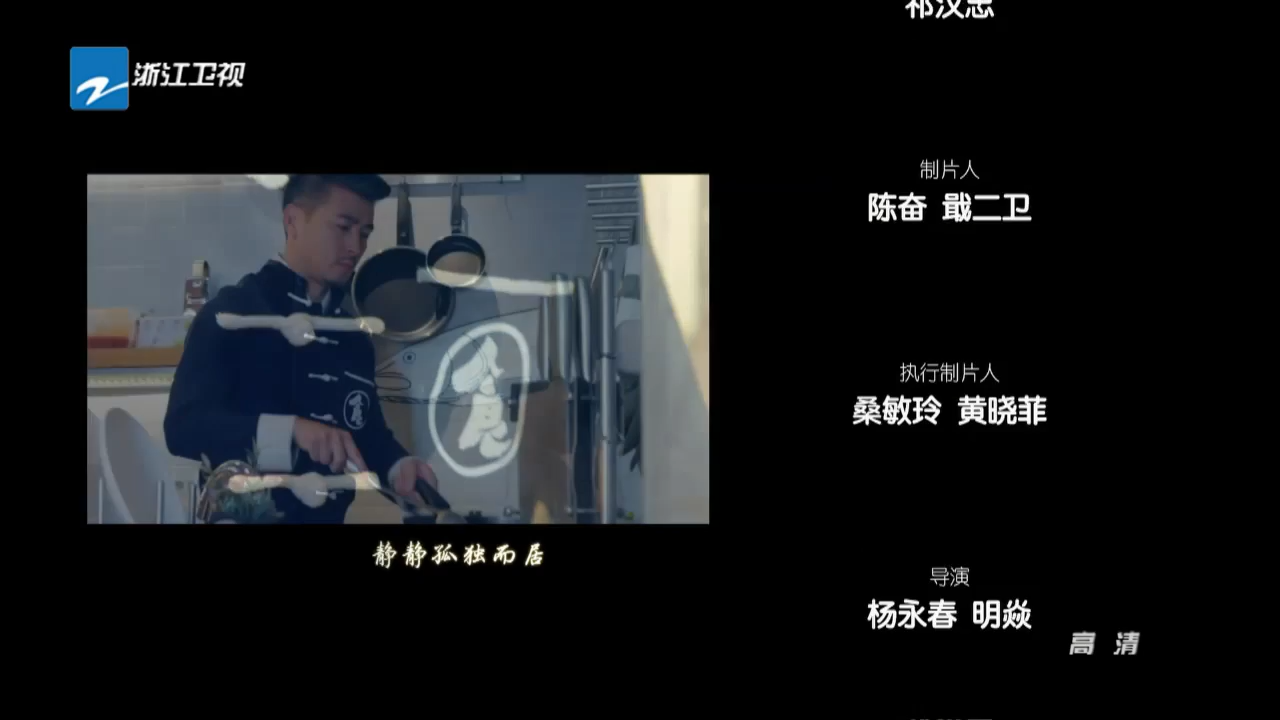 浙江卫视
制片人
陈奋 戢二卫
执行制片人
桑敏玲 黄晓菲
静静孤独而居
导演
杨永春 明焱
高清